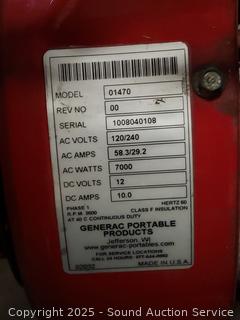 MODEL 01470
REV NO 00
SERIAL 1008040108
AC VOLTS 120/240
AC AMPS 58.3/29.2
AC WATTS 7000
DC VOLTS 12
DC AMPS 10.0
PHASE 1 HERTZ 60
R.P.M. 3600 CLASS F INSULATION
AT 40 C CONTINUOUS DUTY
GENERAC PORTABLE
PRODUCTS
Jefferson, WI
www.generac-portables.com
FOR SERVICE LOCATIONS
CALL 24 HOURS
MADE IN U.S.A.
Copyright 2025 - Sound Auction Service